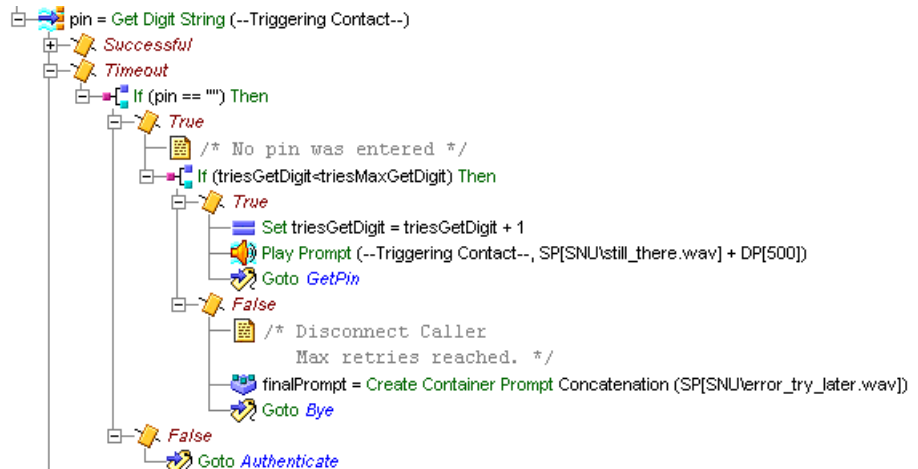 pin = Get Digit String (--Triggering Contact--)
Successful
Timeout
If (pin == "") Then
True
/* No pin was entered */
If (triesGetDigit<triesMaxGetDigit) Then
True
Set triesGetDigit = triesGetDigit + 1
Play Prompt (--Triggering Contact--, SP[SNU\still_there.wav] + DP[500])
Goto GetPin
False
/* Disconnect Caller
Max retries reached. */
finalPrompt = Create Container Prompt Concatenation (SP[SNU\error_try_later.wav])
Goto Bye
False
Goto Authenticate